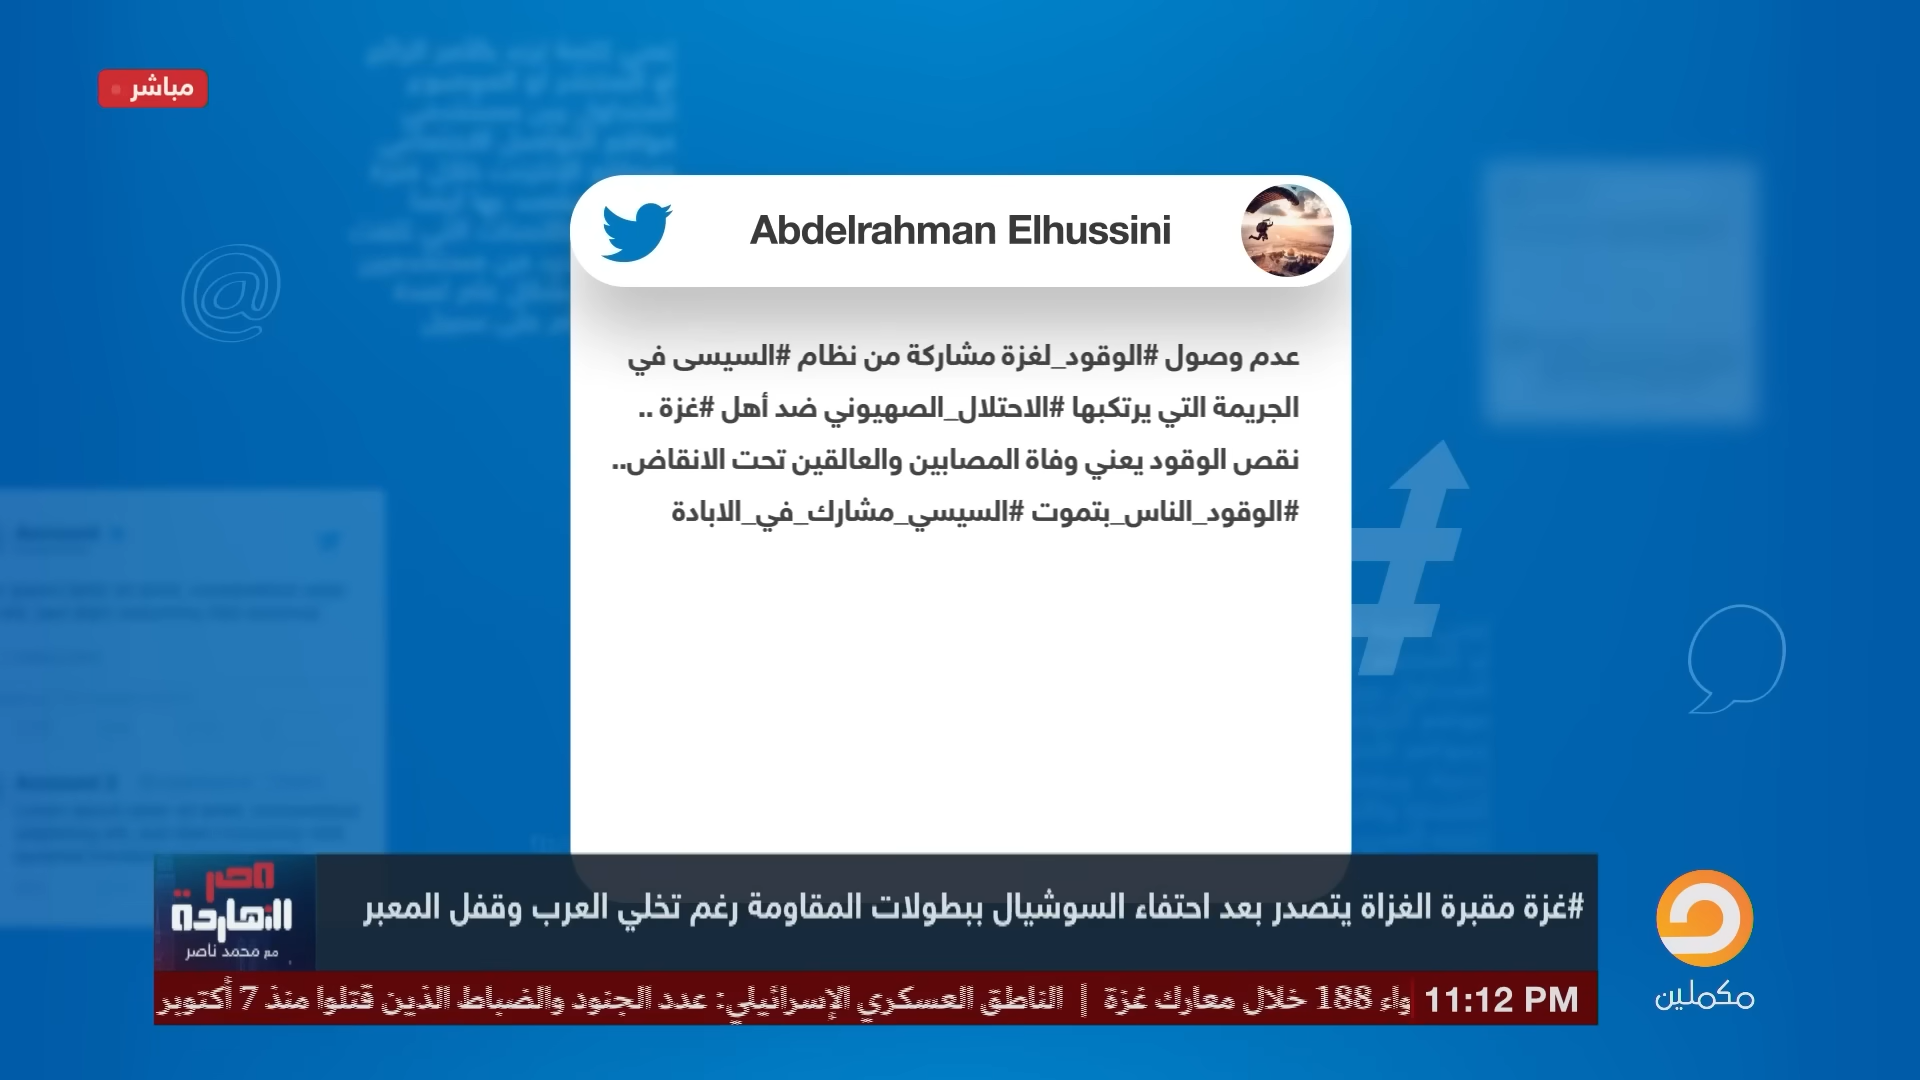 مباشر
Abdelrahman Elhussini
عدم وصول #الوقود_لغزة مشاركة من نظام #السيسى في
الجريمة التي يرتكبها #الاحتلال_الصهيوني ضد أهل #غزة ..
نقص الوقود يعني وفاة المصابين والعالقين تحت الانقاض..
#الوقود_الناس_بتموت #السيسي_مشارك_في_الابادة
#غزة مقبرة الغزاة يتصدر بعد احتفاء السوشيال ببطولات المقاومة رغم تخلي العرب وقفل المعبر
مصر
النهاردة
مع محمد ناصر
11:12 PM
188 خلال معارك غزة | الناطق العسكري الإسرائيلي: عدد الجنود والضباط الذين قتلوا منذ 7 أكتوبر
مكملين